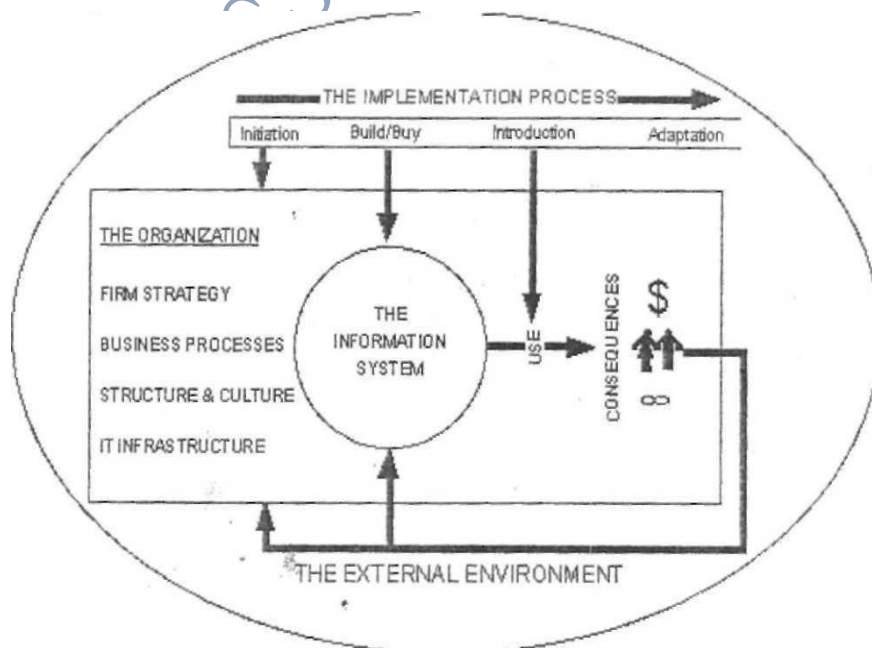 THE IMPLEMENTATION PROCESS
Initiation Build/Buy Introduction Adaptation
THE ORGANIZATION
FIRM STRATEGY
BUSINESS PROCESSES
STRUCTURE & CULTURE
IT INFRASTRUCTURE
THE
INFORMATION
SYSTEM
USE
CONSEQUENCES
$
∞
THE EXTERNAL ENVIRONMENT